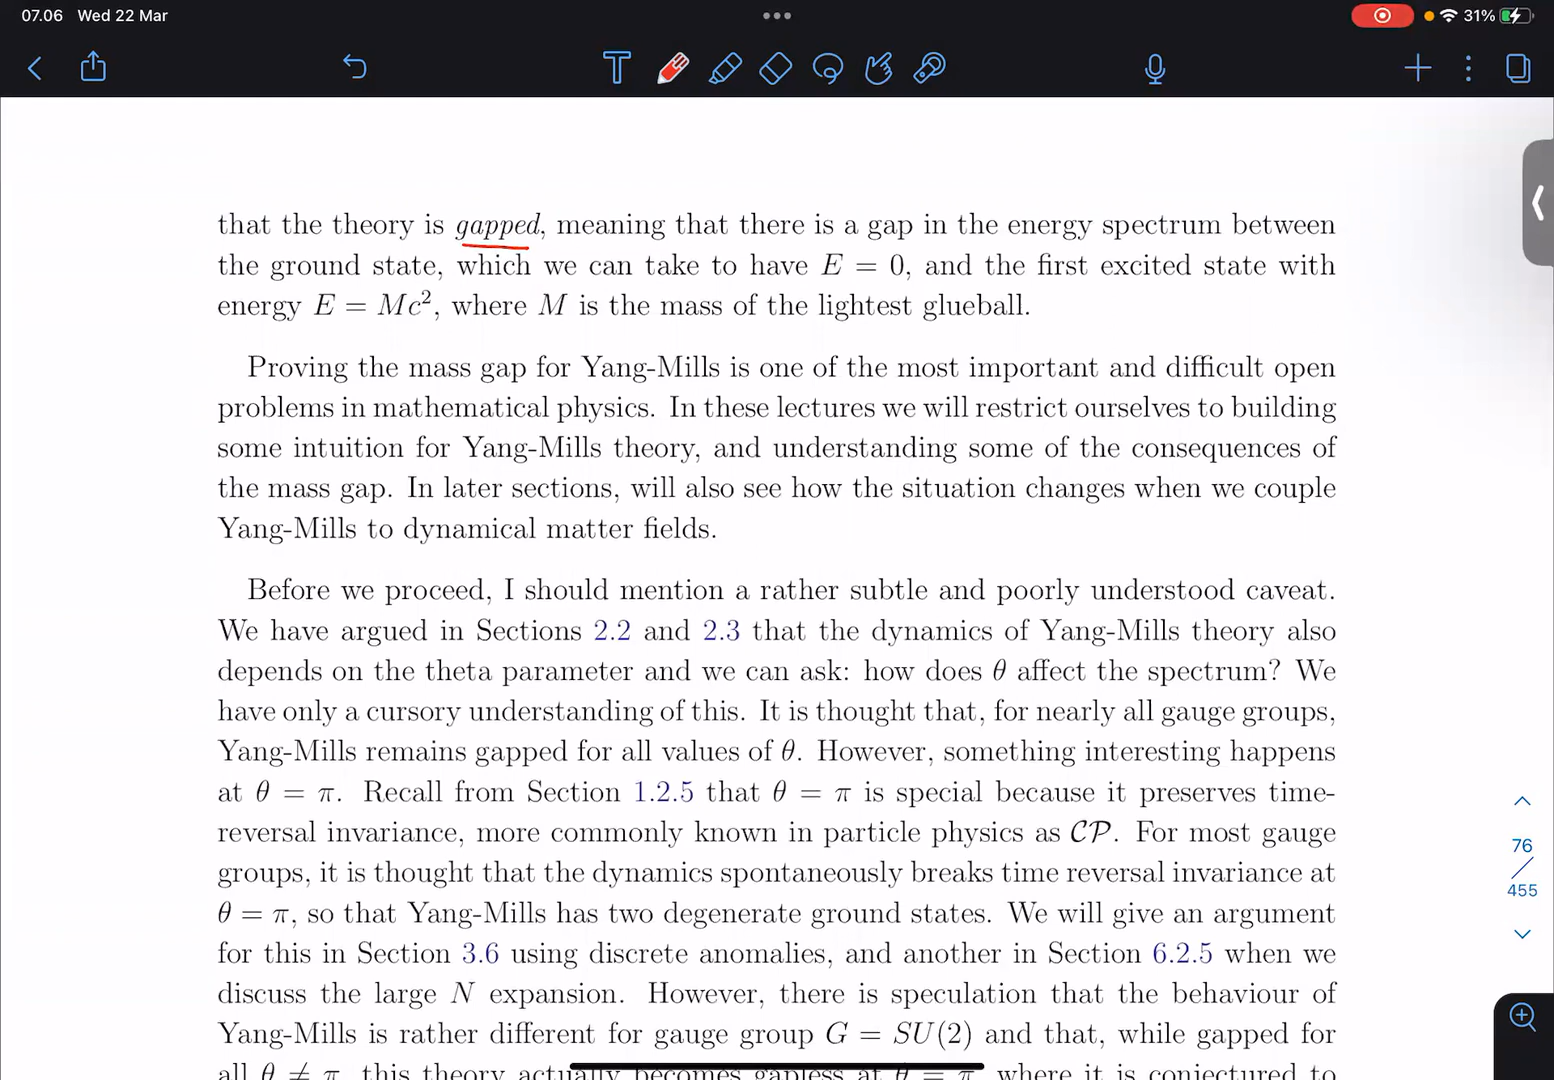 07.06 Wed 22 Mar
31%
that the theory is gapped, meaning that there is a gap in the energy spectrum between
the ground state, which we can take to have E = 0, and the first excited state with
energy E = Mc², where M is the mass of the lightest glueball.
Proving the mass gap for Yang-Mills is one of the most important and difficult open
problems in mathematical physics. In these lectures we will restrict ourselves to building
some intuition for Yang-Mills theory, and understanding some of the consequences of
the mass gap. In later sections, will also see how the situation changes when we couple
Yang-Mills to dynamical matter fields.
Before we proceed, I should mention a rather subtle and poorly understood caveat.
We have argued in Sections 2.2 and 2.3 that the dynamics of Yang-Mills theory also
depends on the theta parameter and we can ask: how does θ affect the spectrum? We
have only a cursory understanding of this. It is thought that, for nearly all gauge groups,
Yang-Mills remains gapped for all values of θ. However, something interesting happens
at θ = π. Recall from Section 1.2.5 that θ = π is special because it preserves time-
reversal invariance, more commonly known in particle physics as CP. For most gauge
groups, it is thought that the dynamics spontaneously breaks time reversal invariance at
θ = π, so that Yang-Mills has two degenerate ground states. We will give an argument
for this in Section 3.6 using discrete anomalies, and another in Section 6.2.5 when we
discuss the large N expansion. However, there is speculation that the behaviour of
Yang-Mills is rather different for gauge group G = SU(2) and that, while gapped for
all θ ≠ π, this theory actually becomes gapless at θ = π, where it is conjectured to
76
/
455